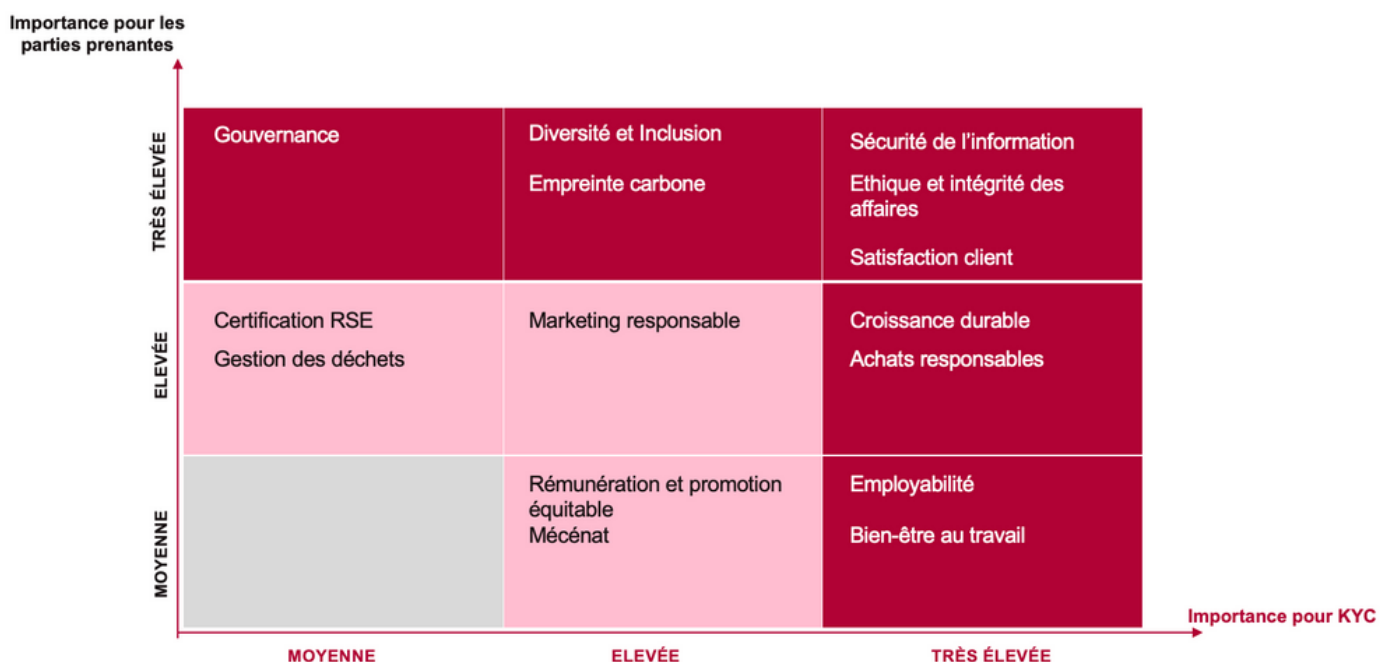 Importance pour les
parties prenantes
TRÈS ÉLEVÉE
Gouvernance
Diversité et Inclusion
Empreinte carbone
Sécurité de l'information
Ethique et intégrité des
affaires
Satisfaction client
ELEVÉE
Certification RSE
Gestion des déchets
Marketing responsable
Croissance durable
Achats responsables
MOYENNE
Rémunération et promotion
équitable
Mécénat
Employabilité
Bien-être au travail
Importance pour KYC
MOYENNE
ELEVÉE
TRÈS ÉLEVÉE